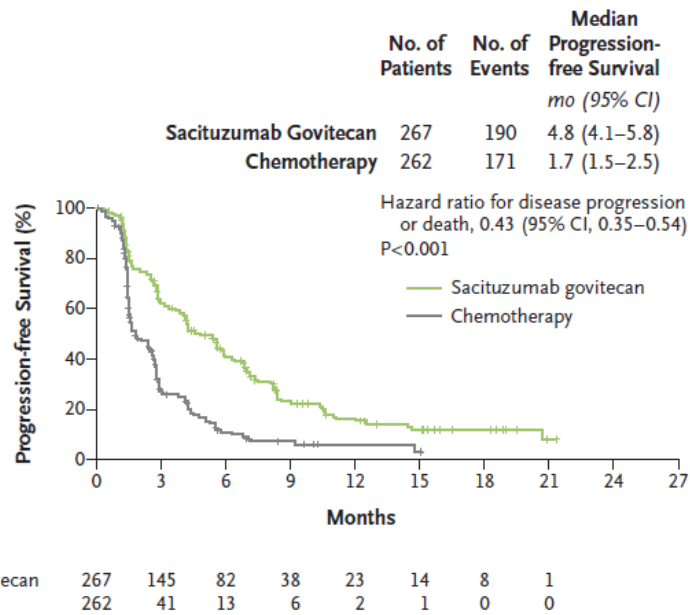 Median
No. of No. of Progression-
Patients Events free Survival
mo (95% CI)
Sacituzumab Govitecan 267 190 4.8 (4.1–5.8)
Chemotherapy 262 171 1.7 (1.5–2.5)
Hazard ratio for disease progression
or death, 0.43 (95% CI, 0.35–0.54)
P<0.001
Sacituzumab govitecan
Chemotherapy
Progression-free Survival (%)
100
80
60
40
20
0
0 3 6 9 12 15 18 21 24 27
Months
ecan 267 145 82 38 23 14 8 1
262 41 13 6 2 1 0 0